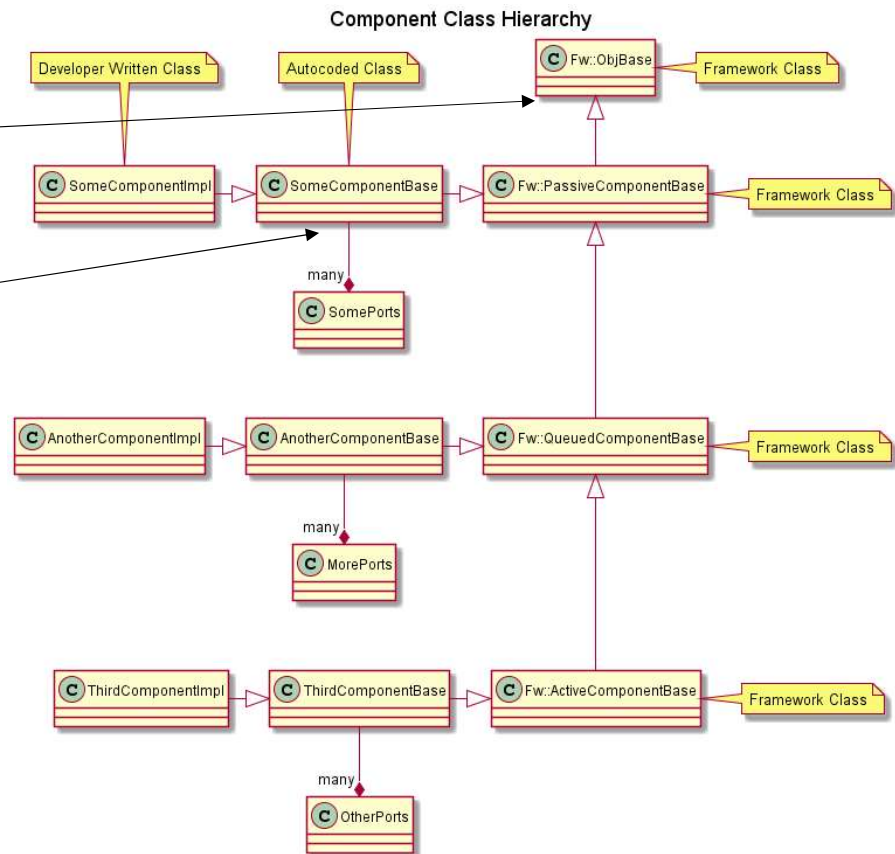 Component Class Hierarchy
Developer Written Class
Autocoded Class
C Fw::ObjBase
Framework Class
C SomeComponentImpl
C SomeComponentBase
C Fw::PassiveComponentBase
Framework Class
many
C SomePorts
C AnotherComponentImpl
C AnotherComponentBase
C Fw::QueuedComponentBase
Framework Class
many
C MorePorts
C ThirdComponentImpl
C ThirdComponentBase
C Fw::ActiveComponentBase
Framework Class
many
C OtherPorts